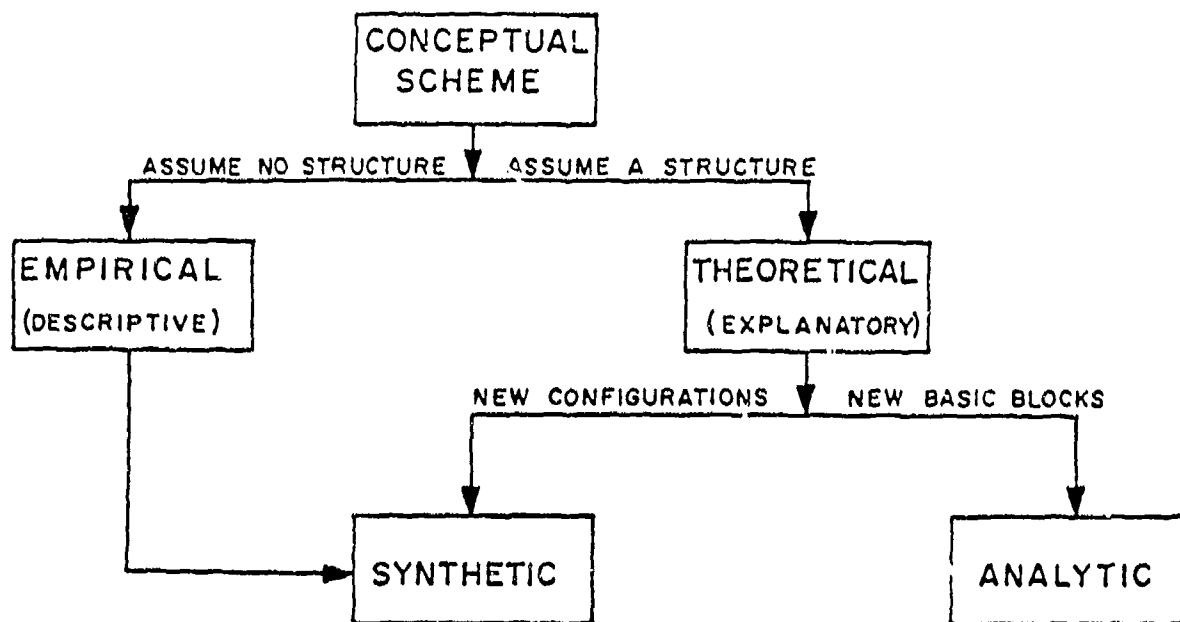 CONCEPTUAL
SCHEME
ASSUME NO STRUCTURE
ASSUME A STRUCTURE
EMPIRICAL
(DESCRIPTIVE)
THEORETICAL
(EXPLANATORY)
NEW CONFIGURATIONS
NEW BASIC BLOCKS
SYNTHETIC
ANALYTIC